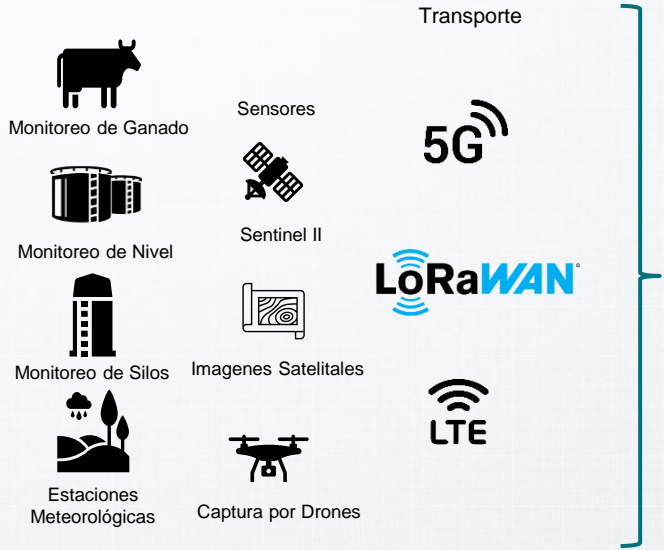 Transporte
Sensores
Monitoreo de Ganado
5G
Sentinel II
Monitoreo de Nivel
LoRaWAN
Imagenes Satelitales
Monitoreo de Silos
LTE
Estaciones
Meteorológicas
Captura por Drones